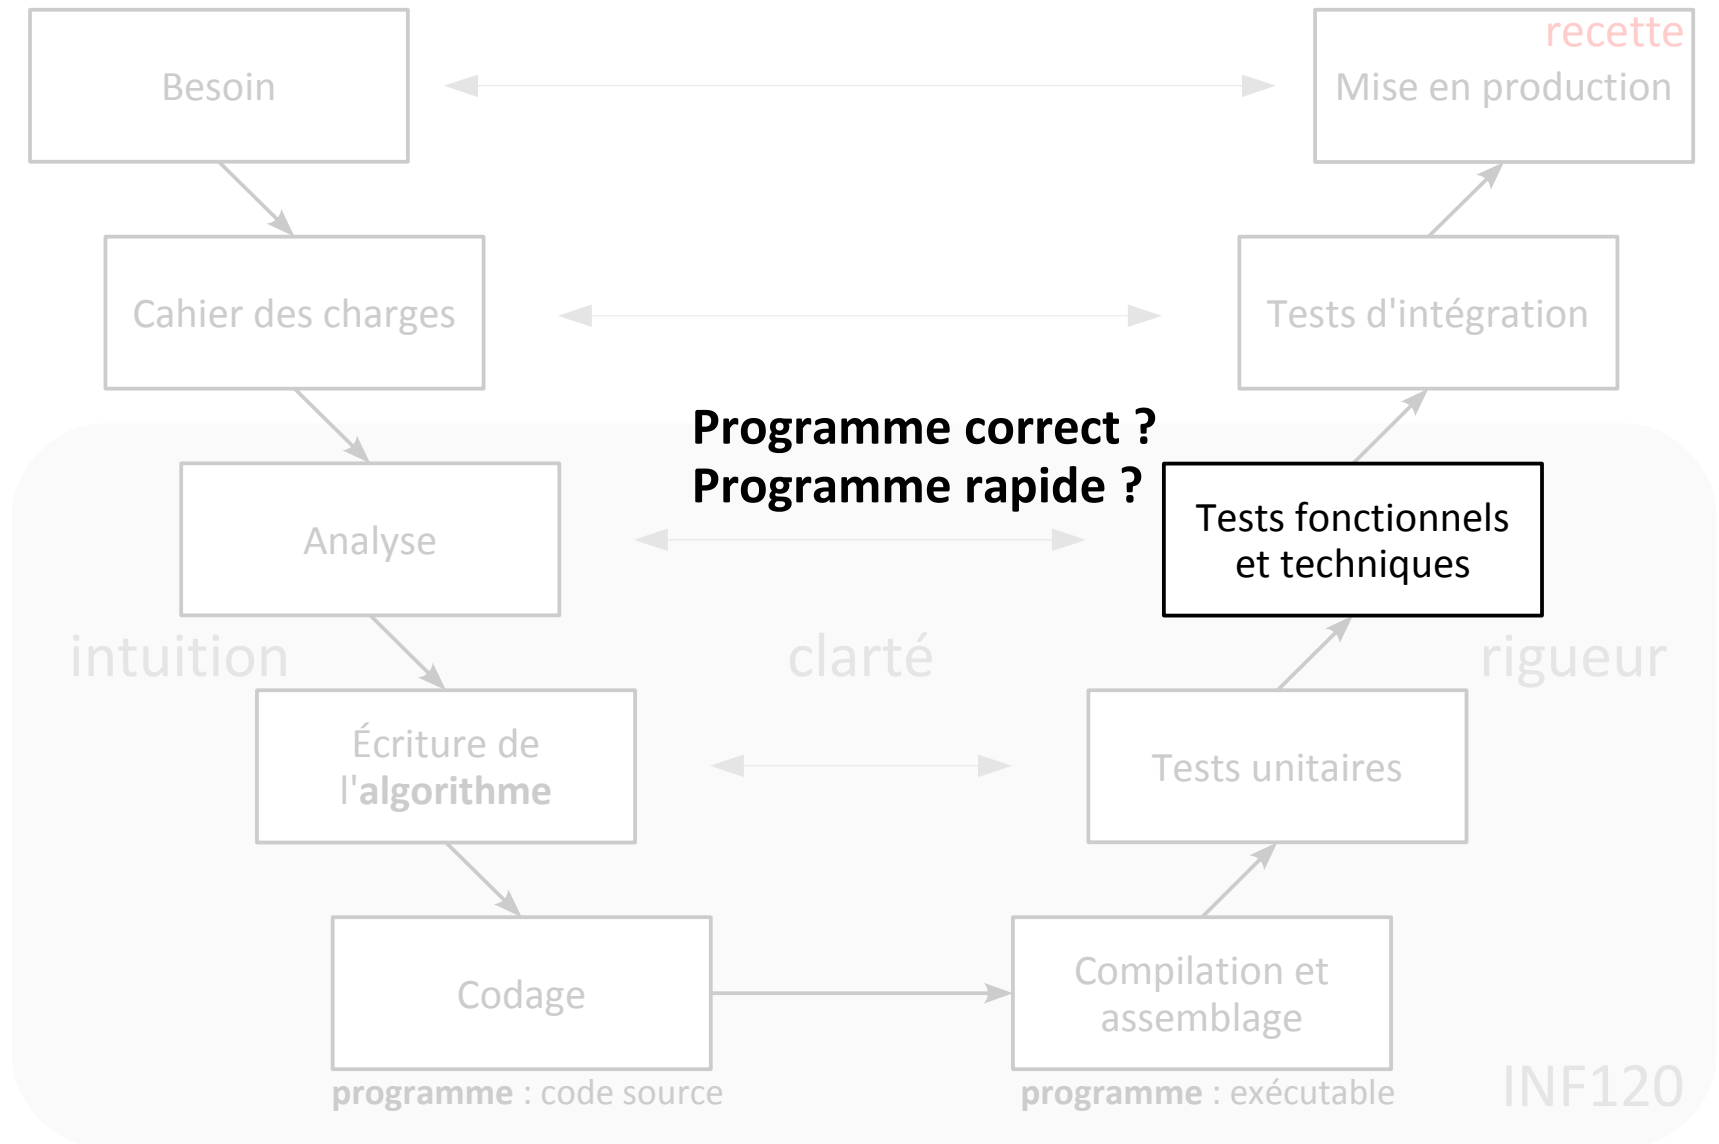 recette
Besoin
Mise en production
Cahier des charges
Tests d'intégration
Programme correct ?
Programme rapide ?
Analyse
Tests fonctionnels
et techniques
intuition
clarté
rigueur
Écriture de
l'algorithme
Tests unitaires
Codage
Compilation et
assemblage
programme : code source
programme : exécutable
INF120